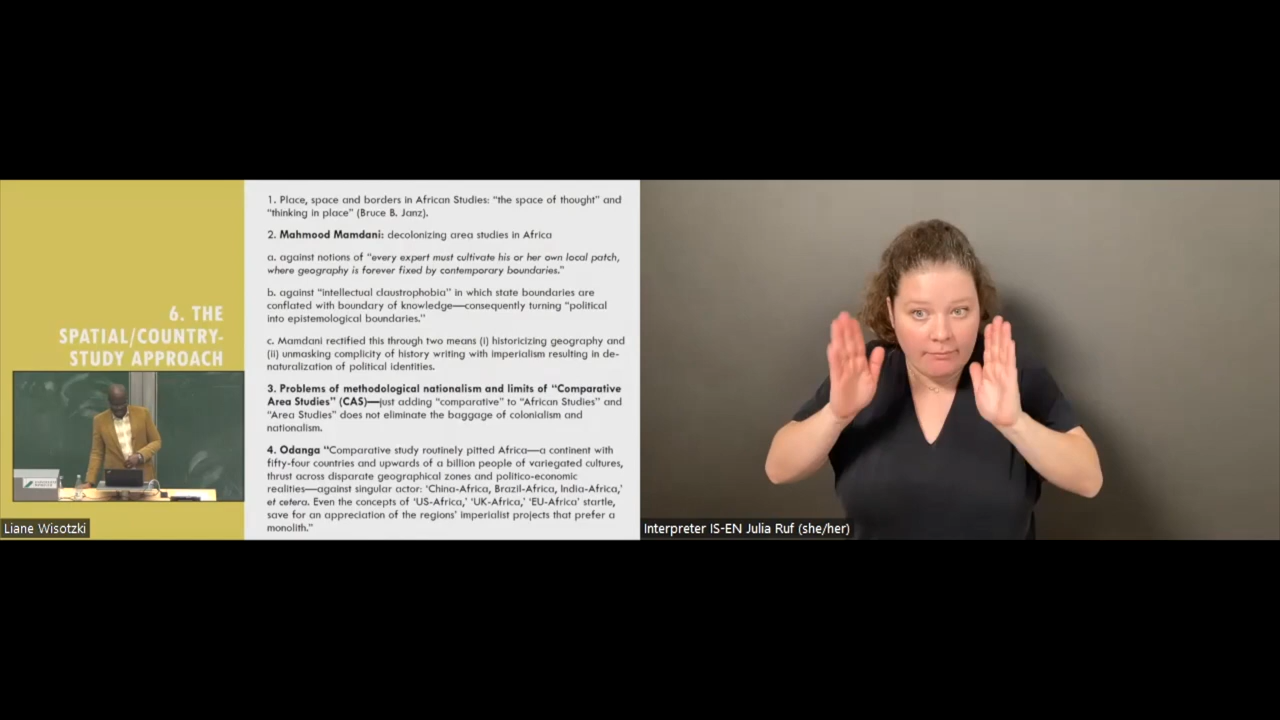 6. THE
SPATIAL/COUNTRY-
STUDY APPROACH
1. Place, space and borders in African Studies: “the space of thought” and
“thinking in place” (Bruce B. Janz).
2. Mahmood Mamdani: decolonizing area studies in Africa
a. against notions of “every expert must cultivate his or her own local patch,
where geography is forever fixed by contemporary boundaries.”
b. against “intellectual claustrophobia” in which state boundaries are
conflated with boundary of knowledge—consequently turning “political
into epistemological boundaries.”
c. Mamdani rectified this through two means (i) historicizing geography and
(ii) unmasking complicity of history writing with imperialism resulting in de-
naturalization of political identities.
3. Problems of methodological nationalism and limits of “Comparative
Area Studies” (CAS)—just adding “comparative” to “African Studies” and
“Area Studies” does not eliminate the baggage of colonialism and
nationalism.
4. Odanga “Comparative study routinely pitted Africa—a continent with
fifty-four countries and upwards of a billion people of variegated cultures,
thrust across disparate geographical zones and politico-economic
realities—against singular actor: ‘China-Africa, Brazil-Africa, India-Africa,’
et cetera. Even the concepts of ‘US-Africa,’ ‘UK-Africa,’ ‘EU-Africa’ startle,
save for an appreciation of the regions’ imperialist projects that prefer a
monolith.”
Liane Wisotzki
Interpreter IS-EN Julia Ruf (she/her)